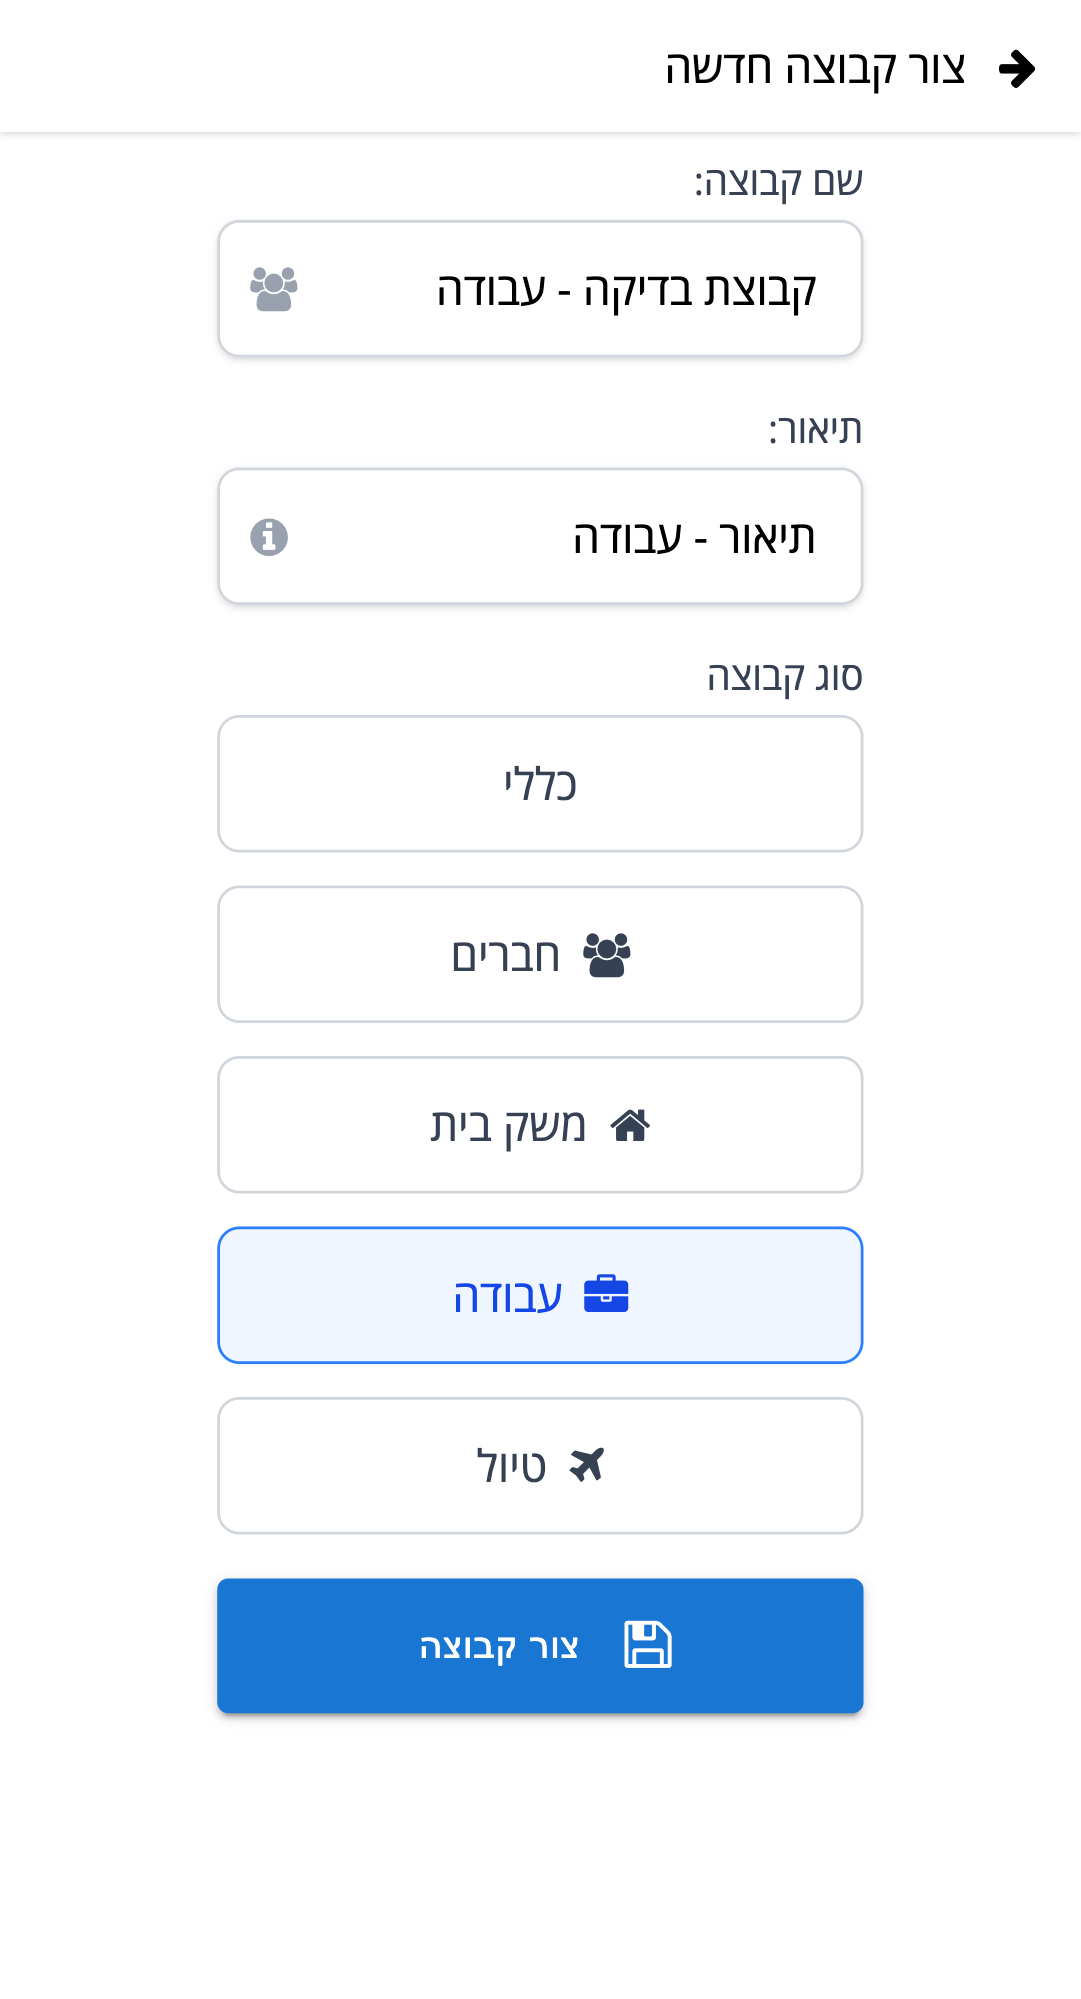 צור קבוצה חדשה
שם קבוצה:
קבוצת בדיקה - עבודה
תיאור:
תיאור - עבודה
סוג קבוצה
כללי
חברים
משק בית
עבודה
טיול
צור קבוצה